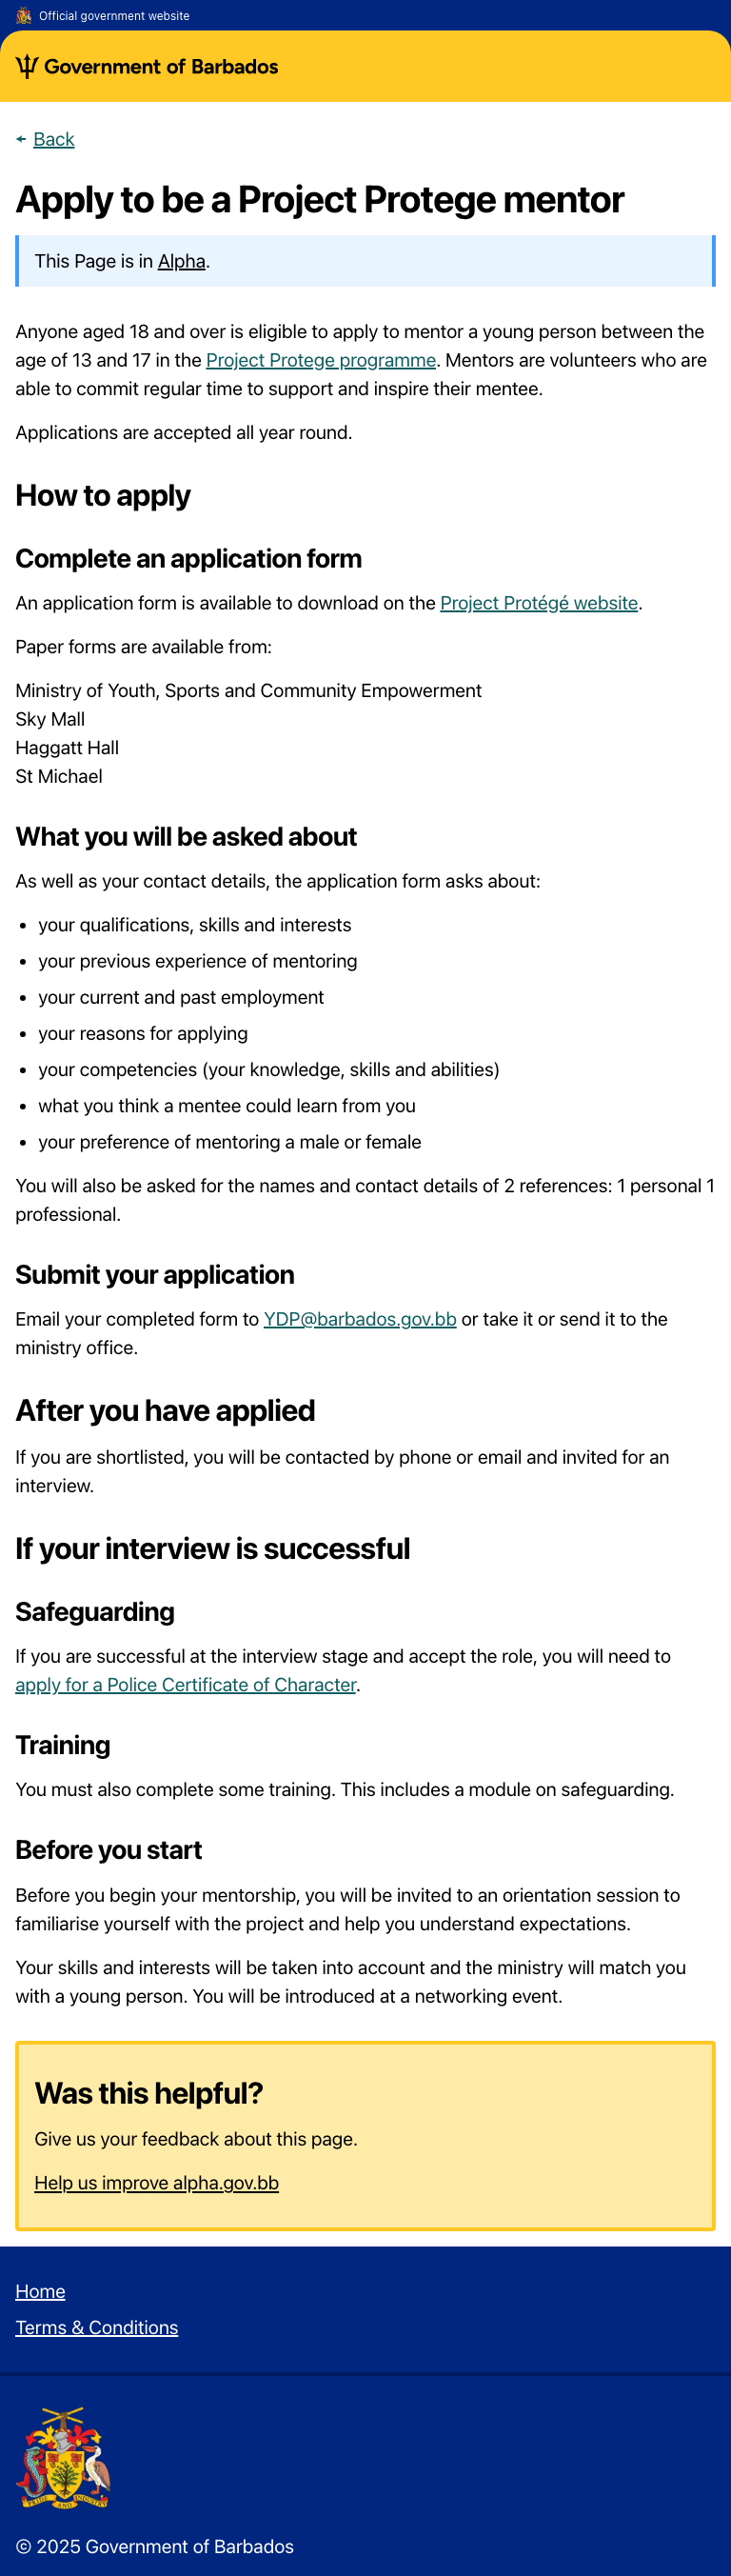 Official government website
Government of Barbados
Back
Apply to be a Project Protege mentor
This Page is in Alpha.
Anyone aged 18 and over is eligible to apply to mentor a young person between the
age of 13 and 17 in the Project Protege programme. Mentors are volunteers who are
able to commit regular time to support and inspire their mentee.
Applications are accepted all year round.
How to apply
Complete an application form
An application form is available to download on the Project Protégé website.
Paper forms are available from:
Ministry of Youth, Sports and Community Empowerment
Sky Mall
Haggatt Hall
St Michael
What you will be asked about
As well as your contact details, the application form asks about:
• your qualifications, skills and interests
• your previous experience of mentoring
• your current and past employment
• your reasons for applying
• your competencies (your knowledge, skills and abilities)
• what you think a mentee could learn from you
• your preference of mentoring a male or female
You will also be asked for the names and contact details of 2 references: 1 personal 1
professional.
Submit your application
Email your completed form to YDP@barbados.gov.bb or take it or send it to the
ministry office.
After you have applied
If you are shortlisted, you will be contacted by phone or email and invited for an
interview.
If your interview is successful
Safeguarding
If you are successful at the interview stage and accept the role, you will need to
apply for a Police Certificate of Character.
Training
You must also complete some training. This includes a module on safeguarding.
Before you start
Before you begin your mentorship, you will be invited to an orientation session to
familiarise yourself with the project and help you understand expectations.
Your skills and interests will be taken into account and the ministry will match you
with a young person. You will be introduced at a networking event.
Was this helpful?
Give us your feedback about this page.
Help us improve alpha.gov.bb
Home
Terms & Conditions
PRIDE AND INDUSTRY
© 2025 Government of Barbados